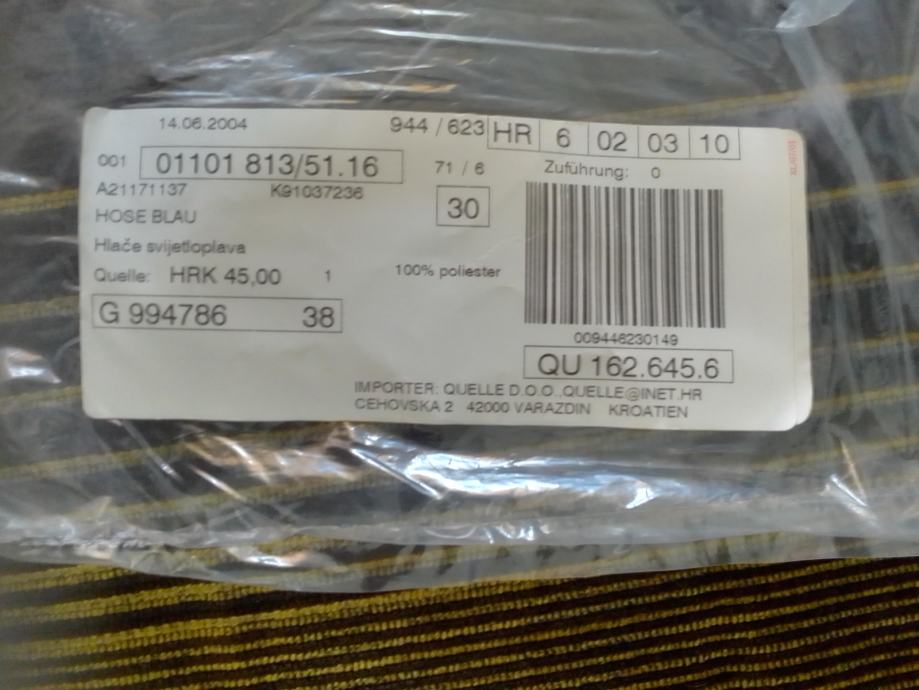 14.06.2004 944 / 623 HR 6 02 03 10
001 01101 813/51.16 71 / 6 Zuführung: 0
A21171137 K91037236 30
HOSE BLAU
Hlače svijetloplava
Quelle: HRK 45,00 1 100% poliester
G 994786 38
009446230149
QU 162.645.6
IMPORTER: QUELLE D.O.O.,QUELLE@INET.HR
CEHOVSKA 2 42000 VARAZDIN KROATIEN